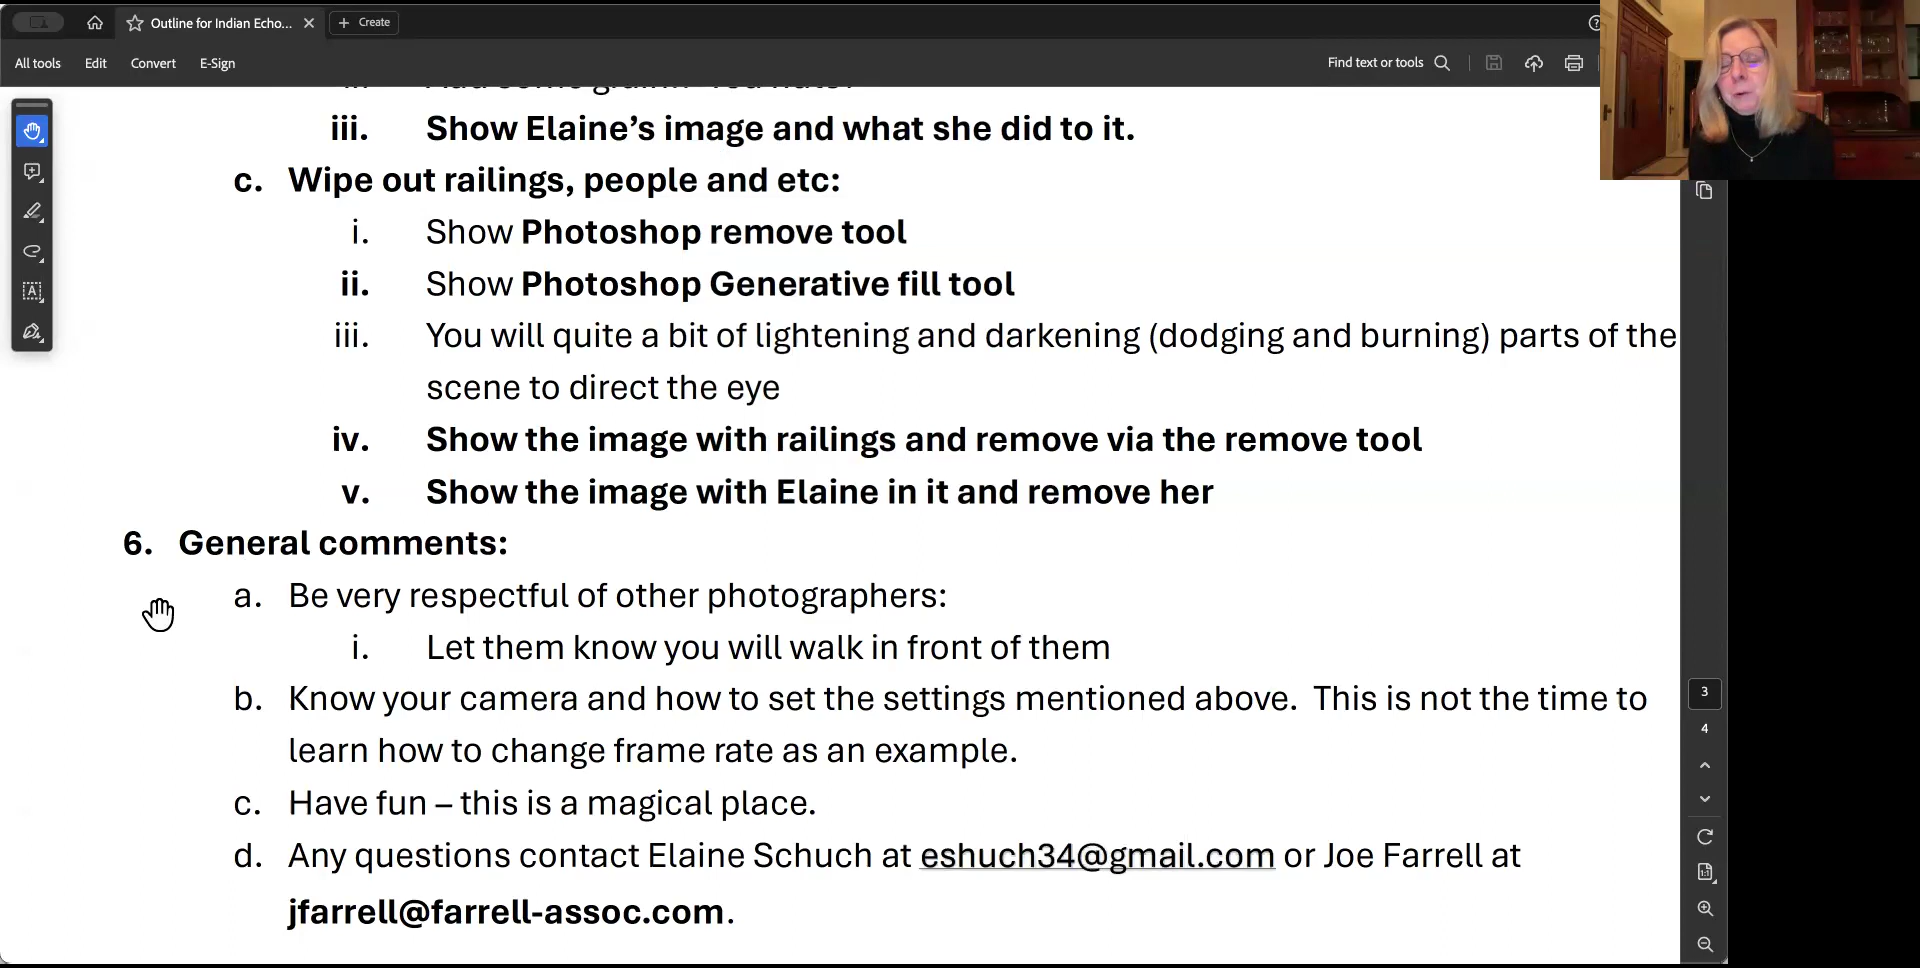 Outline for Indian Echo...
Create
All tools
Edit
Convert
E-Sign
Find text or tools
iii. Show Elaine’s image and what she did to it.
c. Wipe out railings, people and etc:
i. Show Photoshop remove tool
ii. Show Photoshop Generative fill tool
iii. You will quite a bit of lightening and darkening (dodging and burning) parts of the
scene to direct the eye
iv. Show the image with railings and remove via the remove tool
v. Show the image with Elaine in it and remove her
6. General comments:
a. Be very respectful of other photographers:
i. Let them know you will walk in front of them
b. Know your camera and how to set the settings mentioned above. This is not the time to
learn how to change frame rate as an example.
c. Have fun – this is a magical place.
d. Any questions contact Elaine Schuch at eshuch34@gmail.com or Joe Farrell at
jfarrell@farrell-assoc.com.
3
4